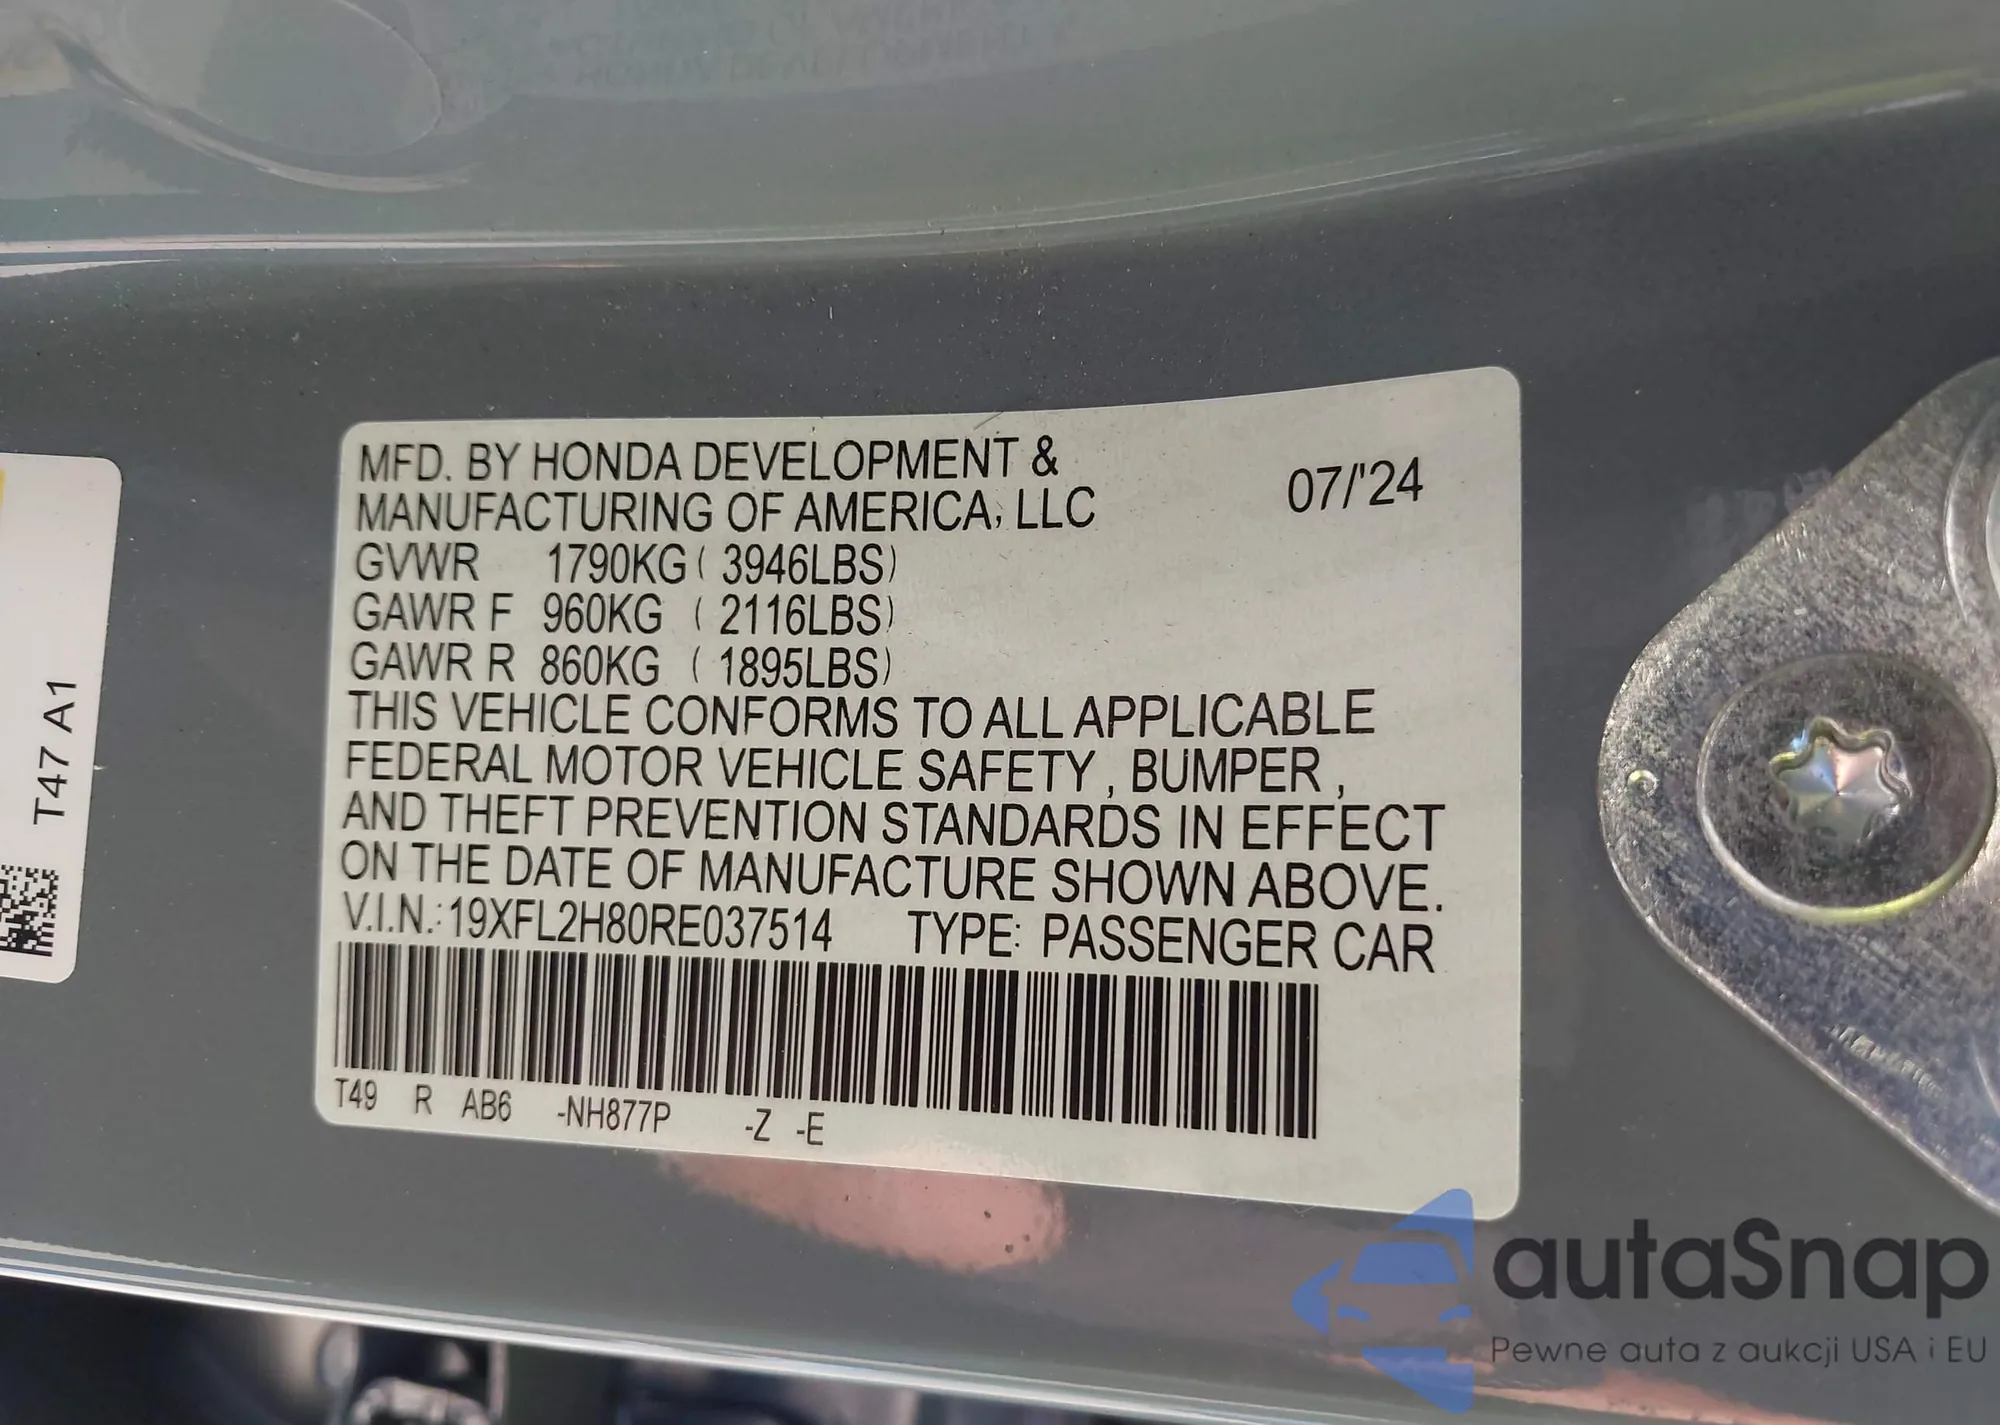 MFD. BY HONDA DEVELOPMENT &
MANUFACTURING OF AMERICA, LLC
07/'24
GVWR 1790KG ( 3946LBS)
GAWR F 960KG ( 2116LBS)
GAWR R 860KG ( 1895LBS)
THIS VEHICLE CONFORMS TO ALL APPLICABLE
FEDERAL MOTOR VEHICLE SAFETY , BUMPER ,
AND THEFT PREVENTION STANDARDS IN EFFECT
ON THE DATE OF MANUFACTURE SHOWN ABOVE.
V.I.N.: 19XFL2H80RE037514 TYPE: PASSENGER CAR
T49 R AB6 -NH877P -Z -E
T47 A1
autaSnap
Pewne auta z aukcji USA i EU